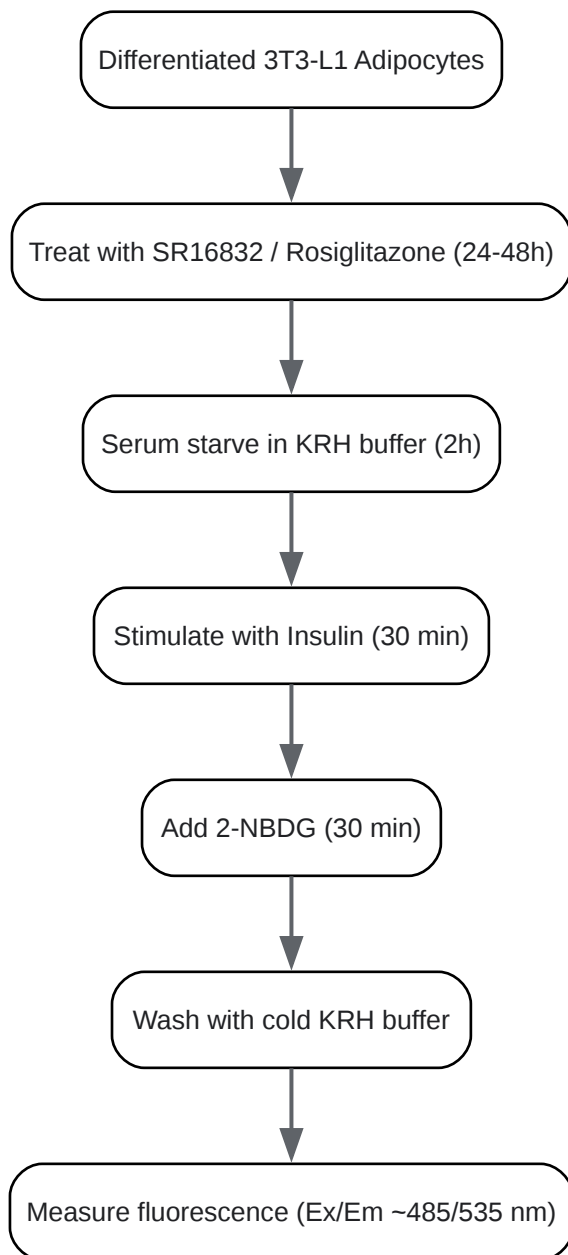 Differentiated 3T3-L1 Adipocytes
Treat with SR16832 / Rosiglitazone (24-48h)
Serum starve in KRH buffer (2h)
Stimulate with Insulin (30 min)
Add 2-NBDG (30 min)
Wash with cold KRH buffer
Measure fluorescence (Ex/Em ~485/535 nm)